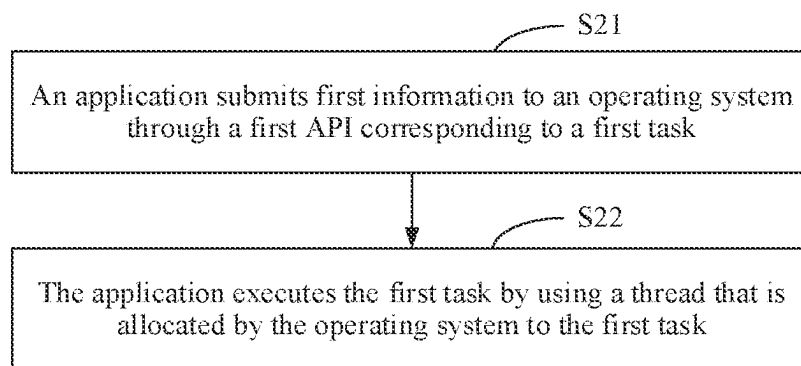 S21
An application submits first information to an operating system
through a first API corresponding to a first task
S22
The application executes the first task by using a thread that is
allocated by the operating system to the first task